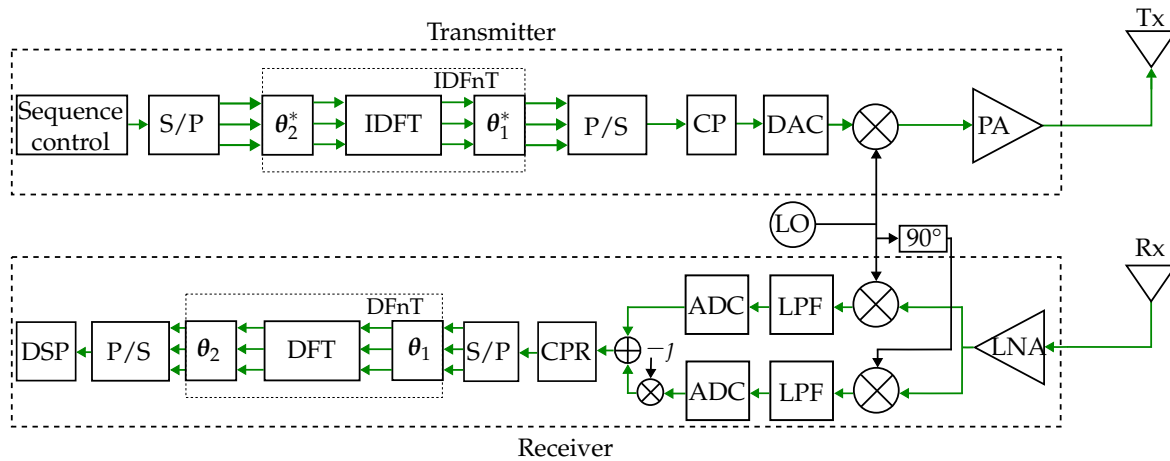 Transmitter
Tx
IDFnT
Sequence
control
S/P
θ₂*
IDFT
θ₁*
P/S
CP
DAC
PA
LO
90°
Rx
DFnT
ADC
LPF
DSP
P/S
θ₂
DFT
θ₁
S/P
CPR
−ȷ
LNA
ADC
LPF
Receiver